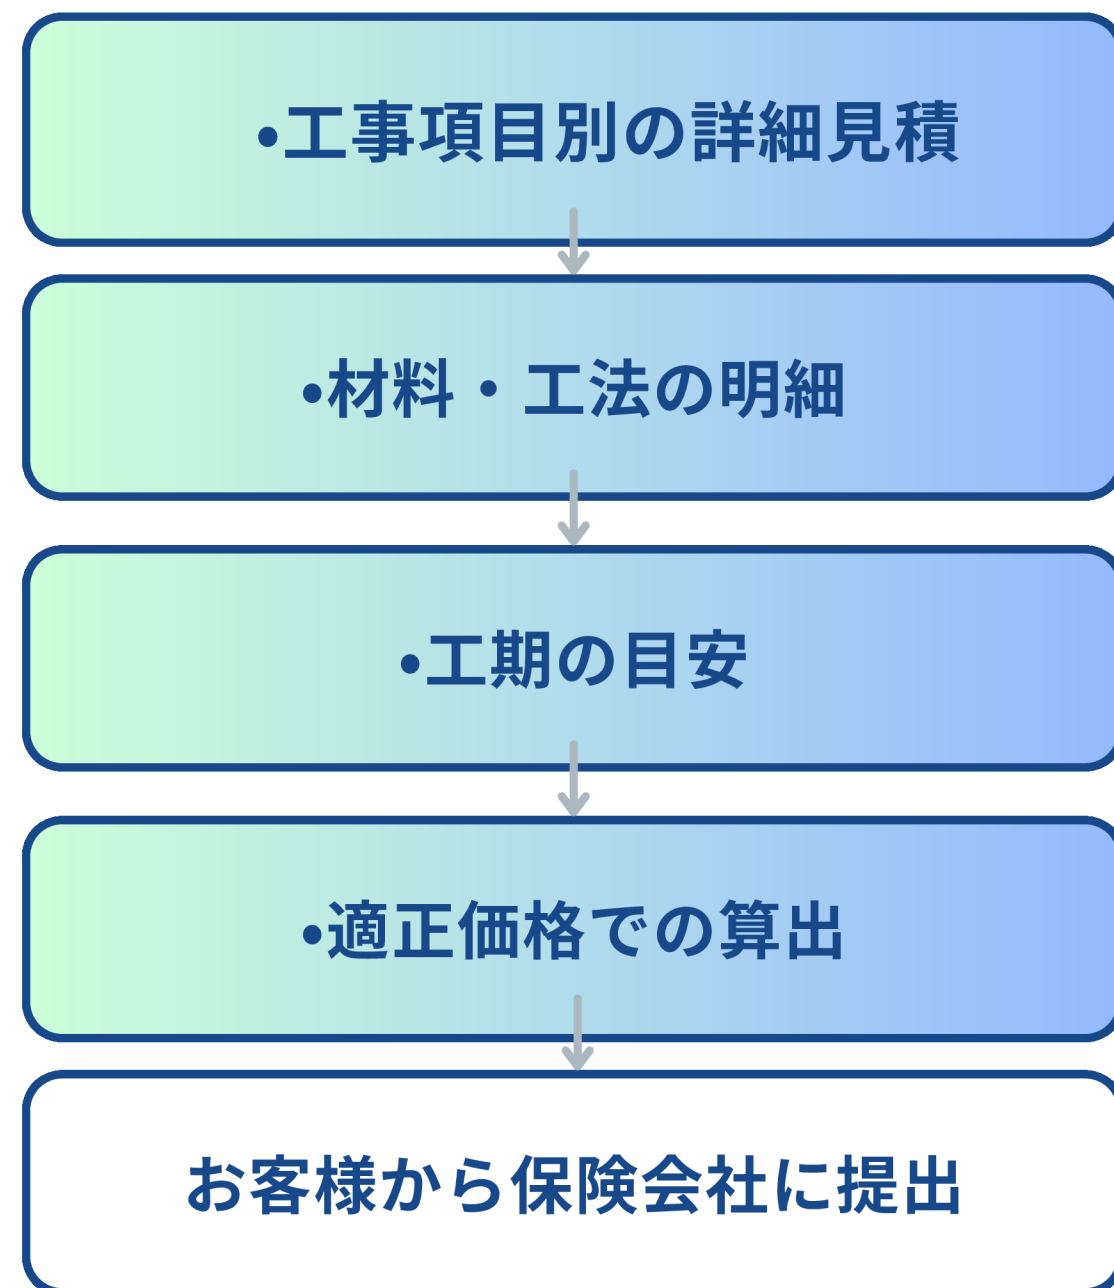 •工事項目別の詳細見積
•材料・工法の明細
•工期の目安
•適正価格での算出
お客様から保険会社に提出